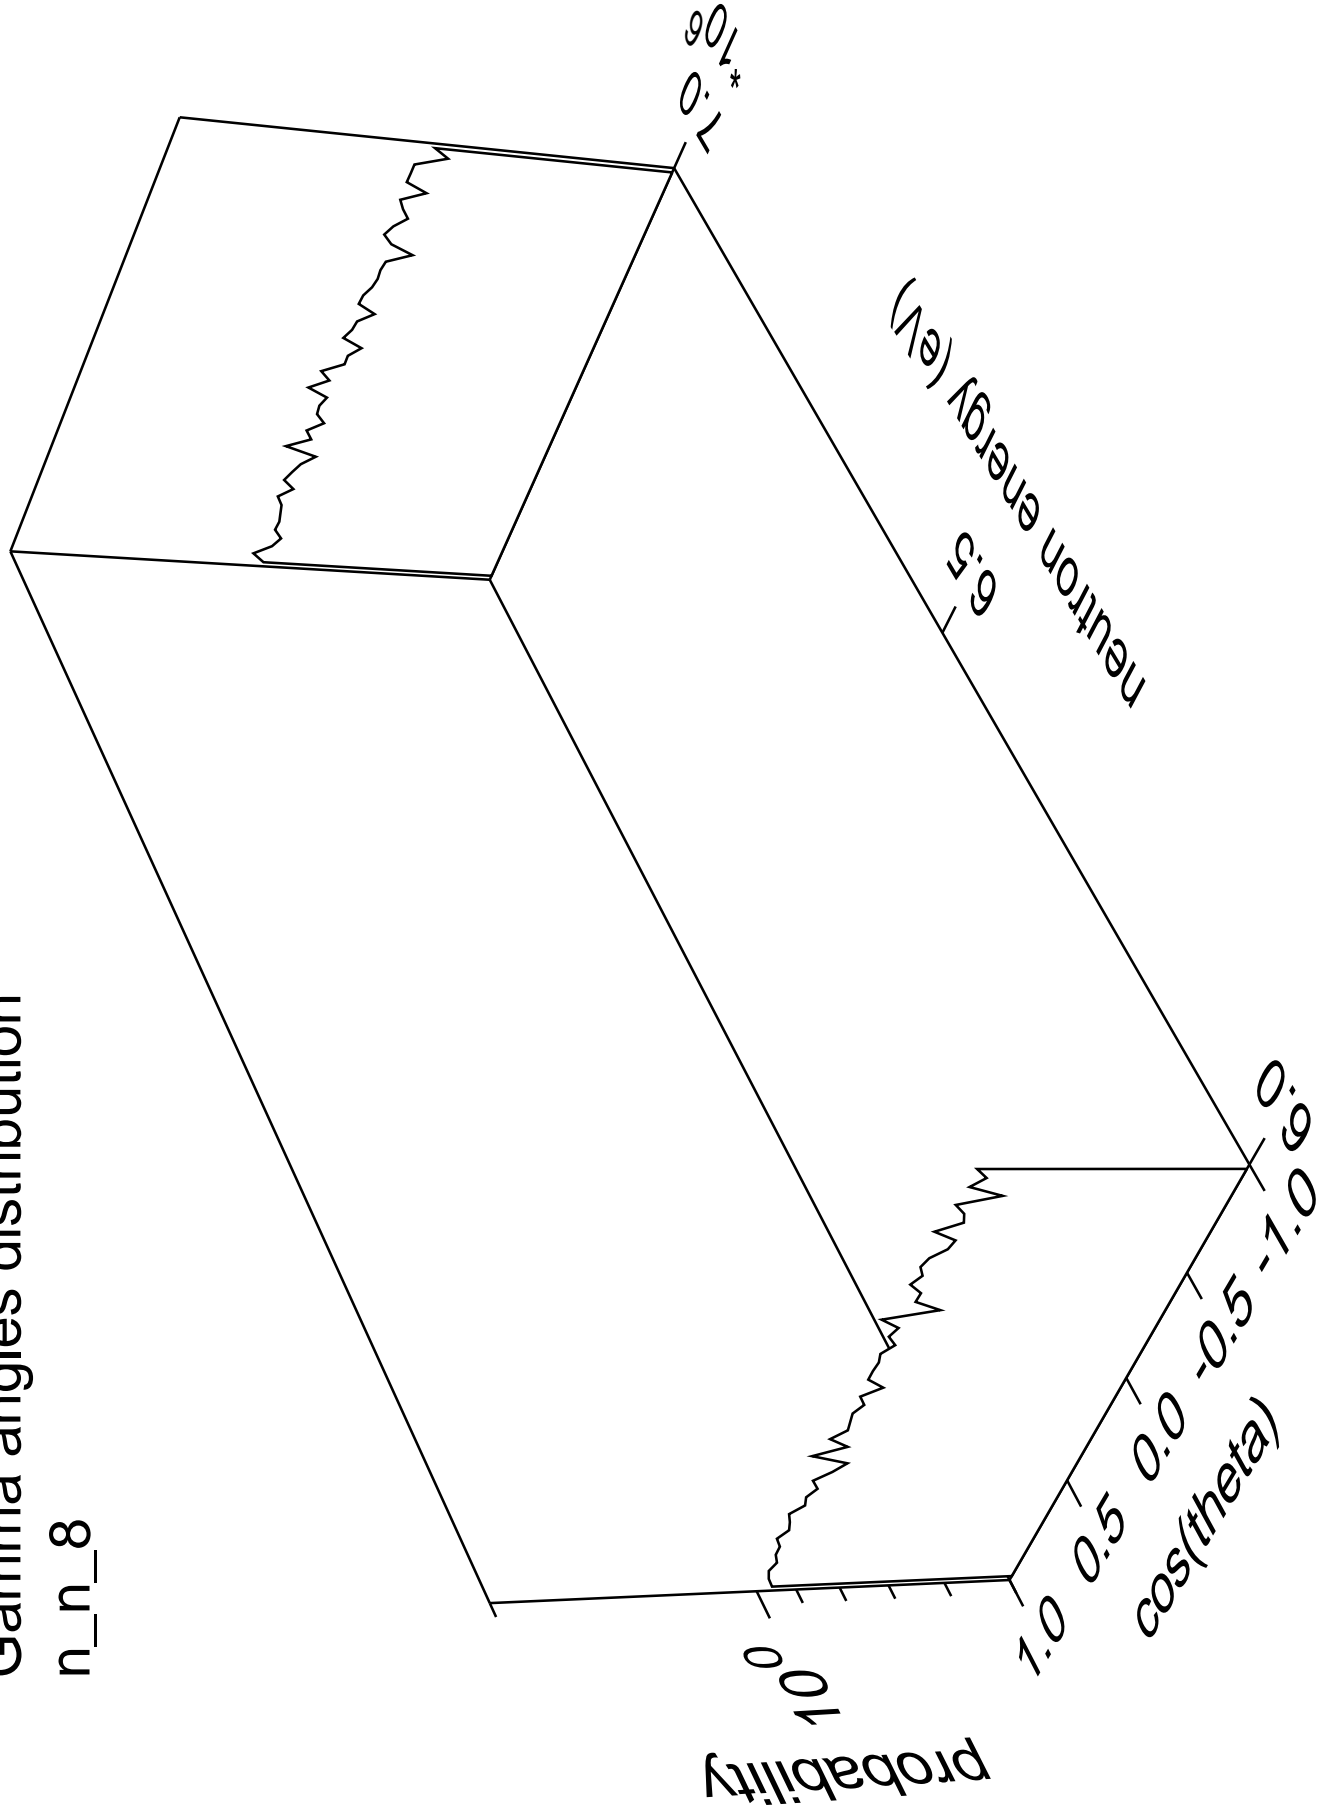 Gamma angles distribution
n_n_8
probability
10^0
1.0
0.5
0.0
-0.5
-1.0
cos(theta)
6.0
6.5
7.0
*10^6
neutron energy (eV)